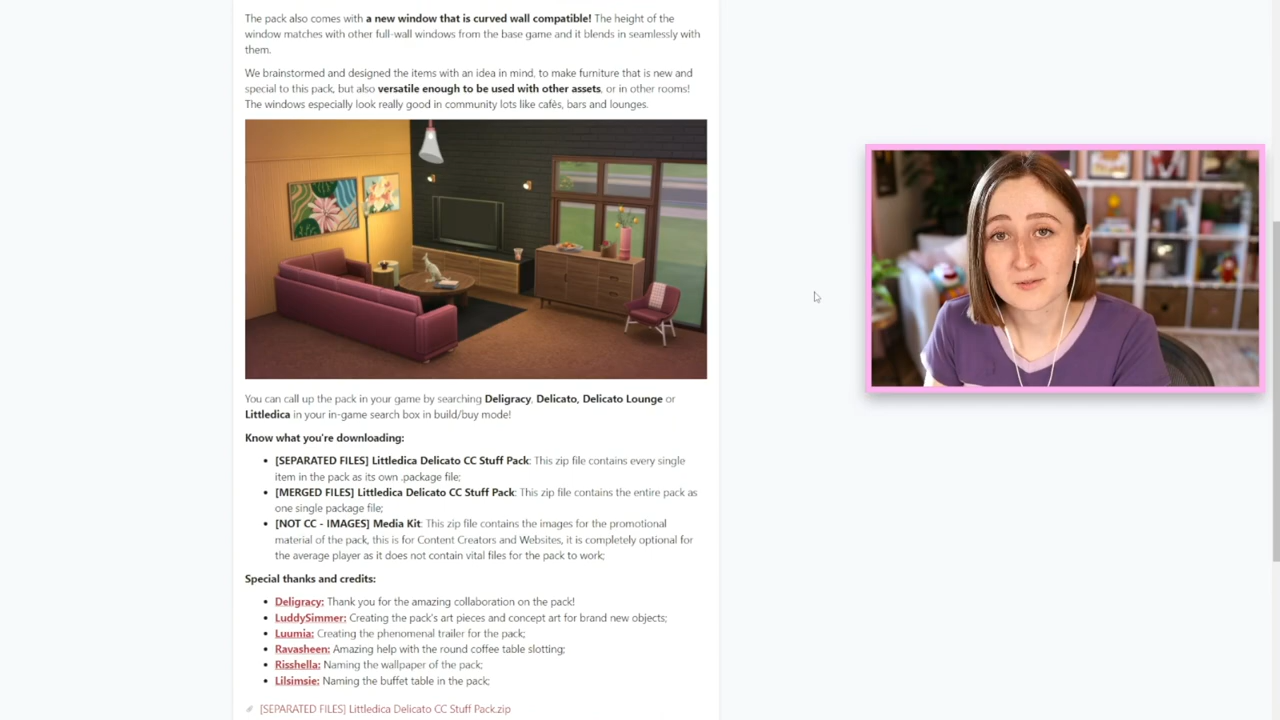 The pack also comes with a new window that is curved wall compatible! The height of the
window matches with other full-wall windows from the base game and it blends in seamlessly with
them.
We brainstormed and designed the items with an idea in mind, to make furniture that is new and
special to this pack, but also versatile enough to be used with other assets, or in other rooms!
The windows especially look really good in community lots like cafés, bars and lounges.
You can call up the pack in your game by searching Deligracy, Delicato, Delicato Lounge or
Littledica in your in-game search box in build/buy mode!
Know what you're downloading:
• [SEPARATED FILES] Littledica Delicato CC Stuff Pack: This zip file contains every single
item in the pack as its own .package file;
• [MERGED FILES] Littledica Delicato CC Stuff Pack: This zip file contains the entire pack as
one single package file;
• [NOT CC - IMAGES] Media Kit: This zip file contains the images for the promotional
material of the pack, this is for Content Creators and Websites, it is completely optional for
the average player as it does not contain vital files for the pack to work;
Special thanks and credits:
• Deligracy: Thank you for the amazing collaboration on the pack!
• LuddySimmer: Creating the pack's art pieces and concept art for brand new objects;
• Luumia: Creating the phenomenal trailer for the pack;
• Ravasheen: Amazing help with the round coffee table slotting;
• Risshella: Naming the wallpaper of the pack;
• Lilsimsie: Naming the buffet table in the pack;
[SEPARATED FILES] Littledica Delicato CC Stuff Pack.zip